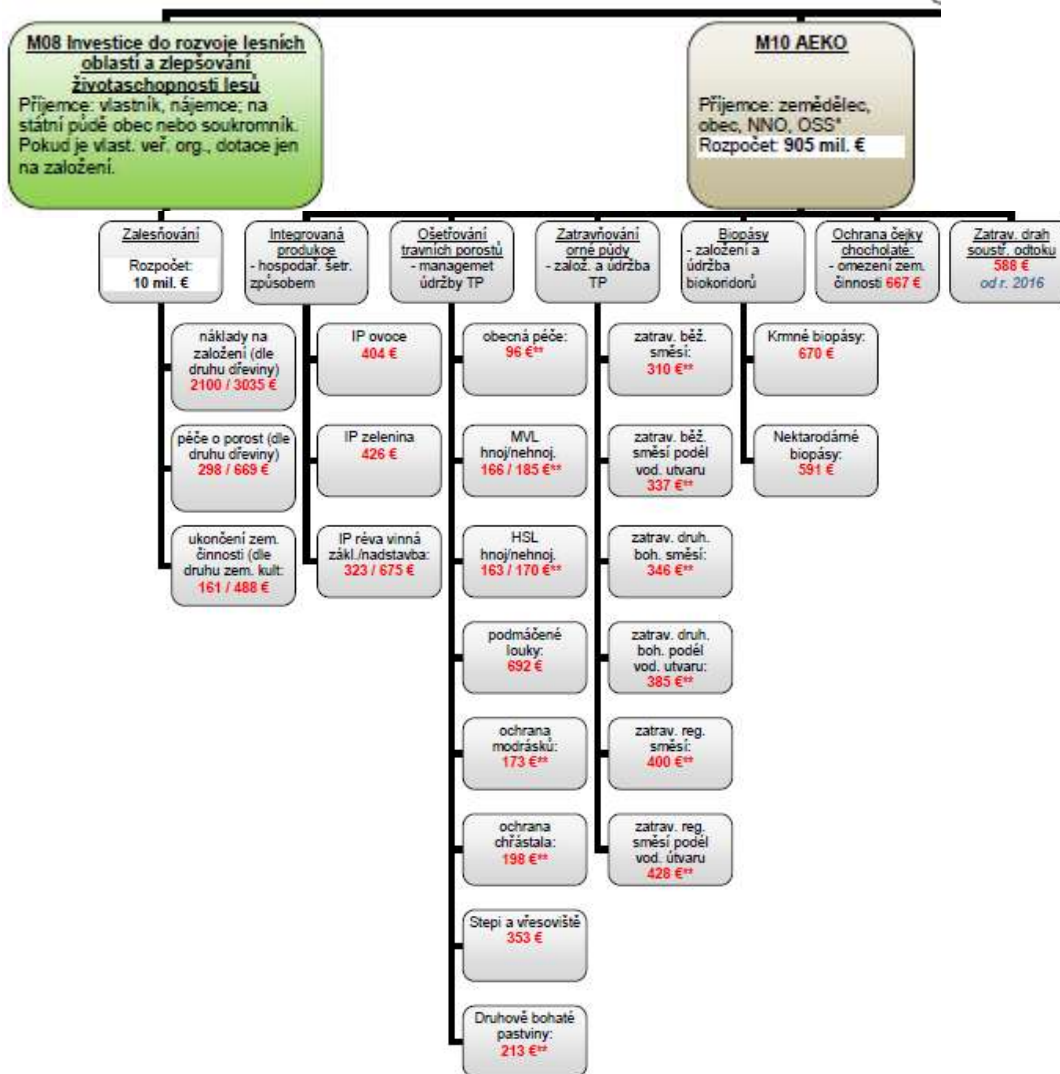 M08 Investice do rozvoje lesních
oblastí a zlepšování
životaschopnosti lesů
Příjemce: vlastník, nájemce; na
státní půdě obec nebo soukromník.
Pokud je vlast. veř. org., dotace jen
na založení.
M10 AEKO
Příjemce: zemědělec,
obec, NNO, OSS*
Rozpočet: 905 mil. €
Zalesňování
Rozpočet:
10 mil. €
náklady na
založení (dle
druhu dřeviny)
2100 / 3035 €
péče o porost (dle
druhu dřeviny)
298 / 669 €
ukončení zem.
činnosti (dle
druhu zem. kult:
161 / 488 €
Integrovaná
produkce
- hospodař. šetr.
způsobem
IP ovoce
404 €
IP zelenina
426 €
IP réva vinná
zákl./nadstavba:
323 / 675 €
Ošetřování
travních porostů
- managemet
údržby TP
obecná péče:
96 €**
MVL
hnoj/nehnoj.
166 / 185 €**
HSL
hnoj/nehnoj.
163 / 170 €**
podmáčené
louky:
692 €
ochrana
modrásků:
173 €**
ochrana
chřástala:
198 €**
Stepi a vřesoviště
353 €
Druhově bohaté
pastviny:
213 €**
Zatravňování
orné půdy
- založ. a údržba
TP
zatrav. běž.
směsí:
310 €**
zatrav. běž.
směsí podél
vod. utvaru
337 €**
zatrav. druh.
boh. směsí:
346 €**
zatrav. druh.
boh. podél
vod. utvaru:
385 €**
zatrav. reg.
směsí:
400 €**
zatrav. reg.
směsí podél
vod. útvaru
428 €**
Biopásy
- založení a
údržba
biokoridorů
Krmné biopásy:
670 €
Nektarodárné
biopásy:
591 €
Ochrana čejky
chocholaté:
- omezení zem.
činnosti 667 €
Zatrav. drah
soustř. odtoku
588 €
od r. 2016